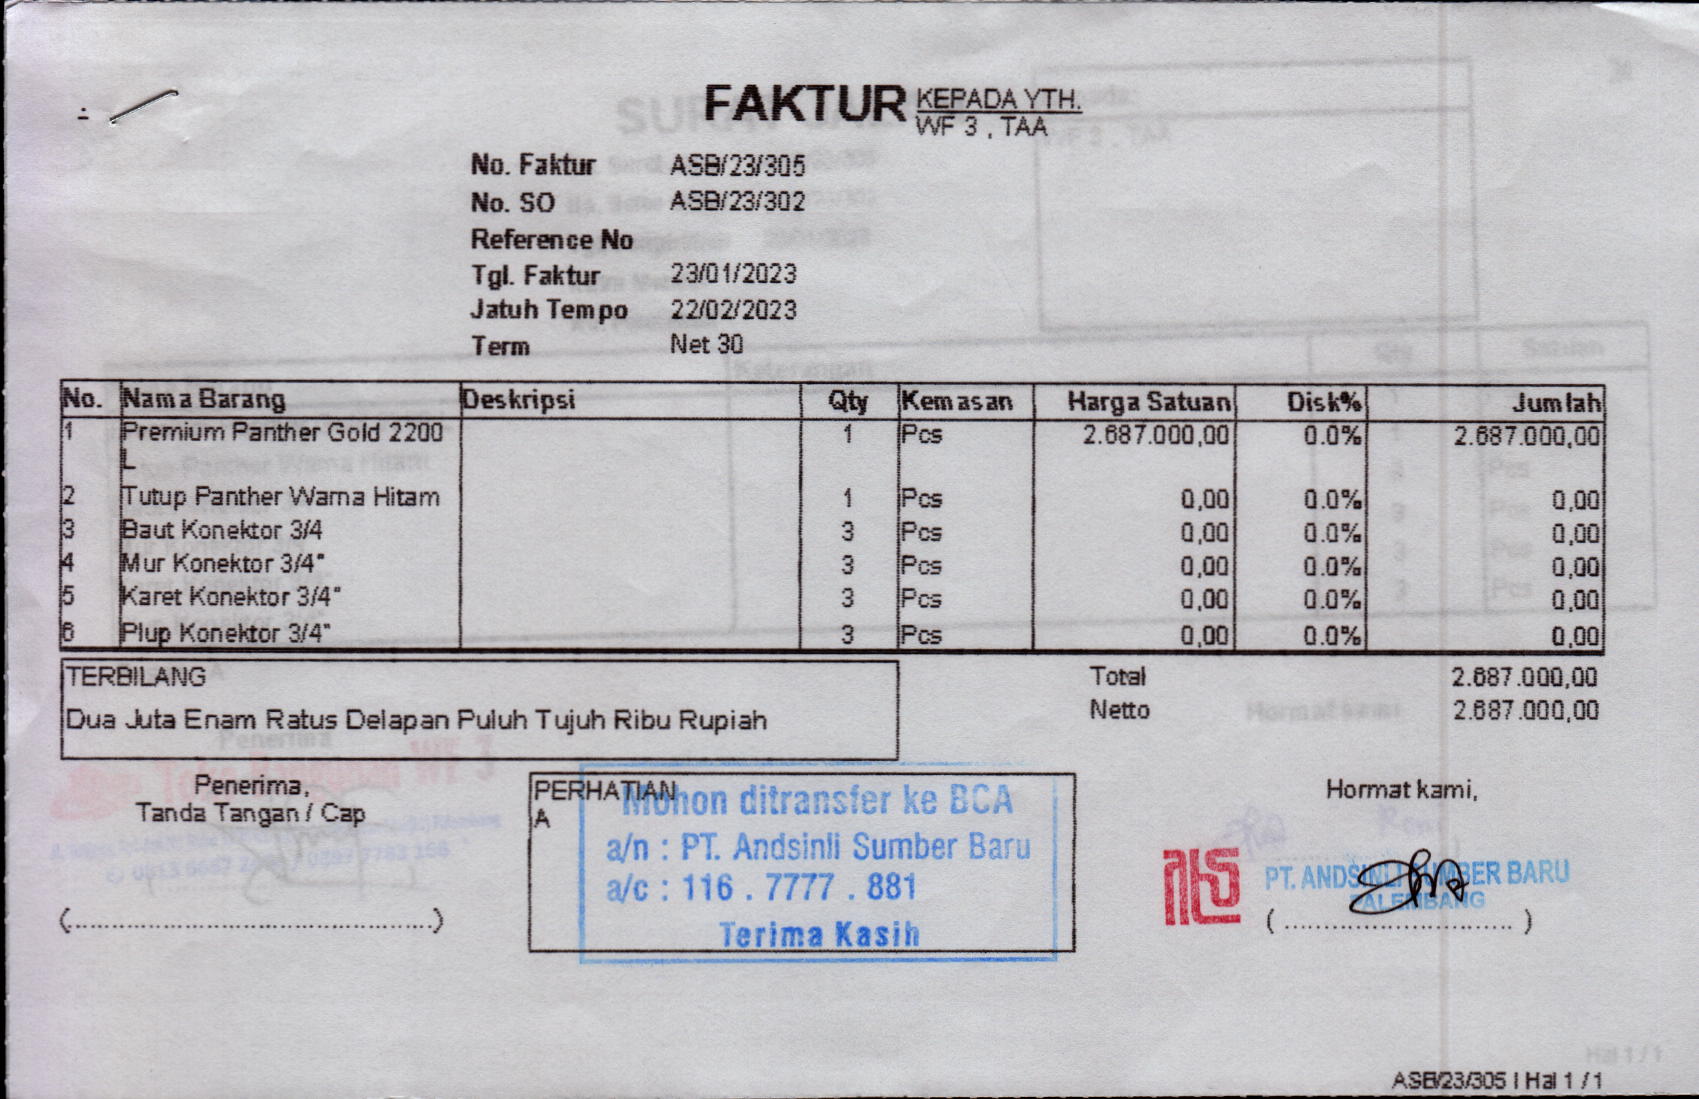 FAKTUR KEPADA YTH.
WF 3 , TAA
No. Faktur ASB/23/305
No. SO ASB/23/302
Reference No
Tgl. Faktur 23/01/2023
Jatuh Tempo 22/02/2023
Term Net 30
No. Nama Barang Deskripsi Qty Kemasan Harga Satuan Disk% Jumlah
1 Premium Panther Gold 2200 1 Pcs 2.687.000,00 0.0% 2.687.000,00
L
2 Tutup Panther Warna Hitam 1 Pcs 0,00 0.0% 0,00
3 Baut Konektor 3/4 3 Pcs 0,00 0.0% 0,00
4 Mur Konektor 3/4" 3 Pcs 0,00 0.0% 0,00
5 Karet Konektor 3/4" 3 Pcs 0,00 0.0% 0,00
6 Plup Konektor 3/4" 3 Pcs 0,00 0.0% 0,00
TERBILANG
Dua Juta Enam Ratus Delapan Puluh Tujuh Ribu Rupiah
Total 2.687.000,00
Netto 2.687.000,00
Penerima,
Tanda Tangan / Cap
(............................................)
PERHATIAN
A
Mohon ditransfer ke BCA
a/n : PT. Andsinli Sumber Baru
a/c : 116 . 7777 . 881
Terima Kasih
Hormat kami,
PT. ANDSINLI SUMBER BARU
PALEMBANG
( ............................ )
ASB/23/305 | Hal 1 / 1